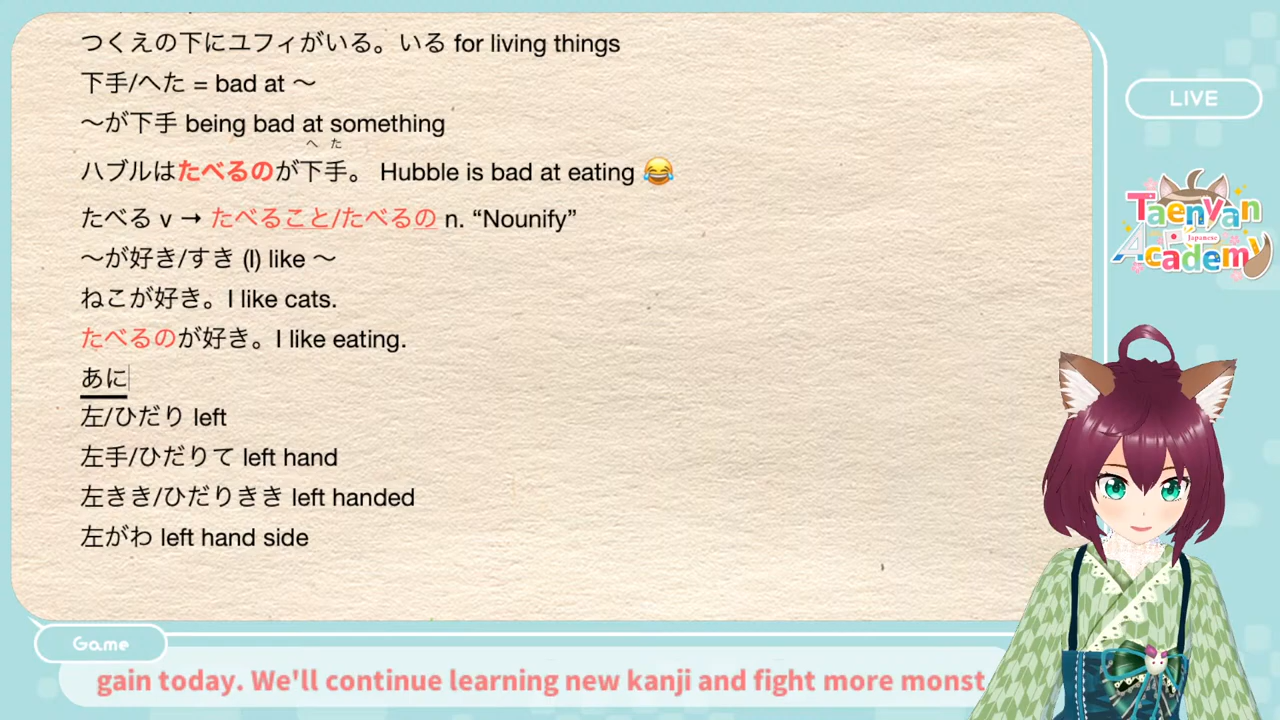 つくえの下にユフィがいる。いる for living things
下手/へた = bad at 〜
〜が下手 being bad at something
へ た
ハブルはたべるのが下手。 Hubble is bad at eating 😂
たべる v → たべること/たべるの n. “Nounify”
〜が好き/すき (I) like 〜
ねこが好き。I like cats.
たべるのが好き。I like eating.
あに
左/ひだり left
左手/ひだりて left hand
左きき/ひだりきき left handed
左がわ left hand side
LIVE
Taenyan
Japanese
Academy
Game
gain today. We'll continue learning new kanji and fight more monst